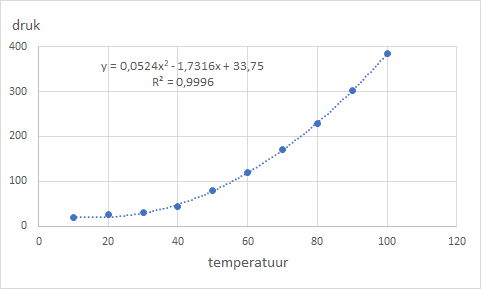 druk
y = 0,0524x² - 1,7316x + 33,75
R² = 0,9996
400
300
200
100
0
0 20 40 60 80 100 120
temperatuur